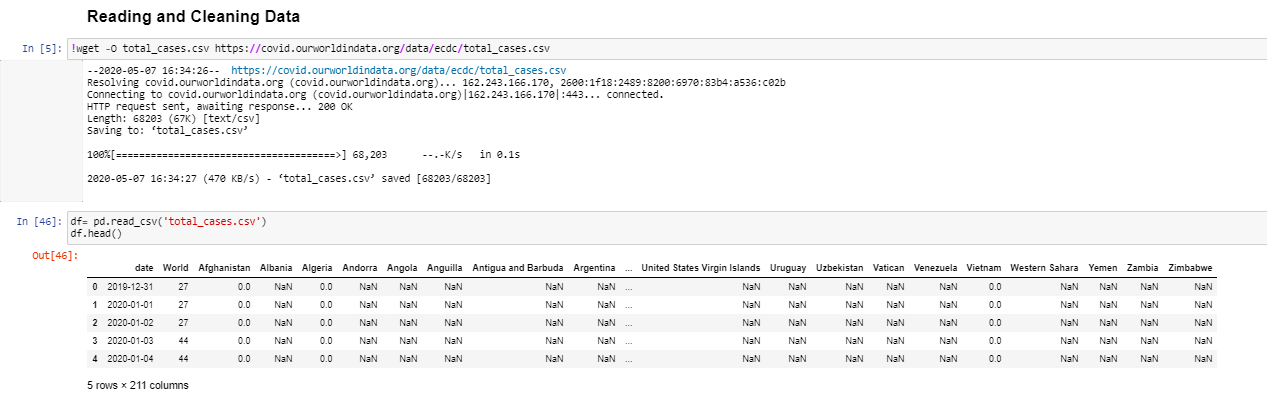 Reading and Cleaning Data
In [5]: !wget -O total_cases.csv https://covid.ourworldindata.org/data/ecdc/total_cases.csv
--2020-05-07 16:34:26--  https://covid.ourworldindata.org/data/ecdc/total_cases.csv
Resolving covid.ourworldindata.org (covid.ourworldindata.org)... 162.243.166.170, 2600:1f18:2489:8200:6970:83b4:a536:c02b
Connecting to covid.ourworldindata.org (covid.ourworldindata.org)|162.243.166.170|:443... connected.
HTTP request sent, awaiting response... 200 OK
Length: 68203 (67K) [text/csv]
Saving to: ‘total_cases.csv’
100%[======================================>] 68,203      --.-K/s   in 0.1s
2020-05-07 16:34:27 (470 KB/s) - ‘total_cases.csv’ saved [68203/68203]
In [46]: df= pd.read_csv('total_cases.csv')
df.head()
Out[46]:
date World Afghanistan Albania Algeria Andorra Angola Anguilla Antigua and Barbuda Argentina ... United States Virgin Islands Uruguay Uzbekistan Vatican Venezuela Vietnam Western Sahara Yemen Zambia Zimbabwe
0 2019-12-31 27 0.0 NaN 0.0 NaN NaN NaN NaN NaN ... NaN NaN NaN NaN NaN 0.0 NaN NaN NaN NaN
1 2020-01-01 27 0.0 NaN 0.0 NaN NaN NaN NaN NaN ... NaN NaN NaN NaN NaN 0.0 NaN NaN NaN NaN
2 2020-01-02 27 0.0 NaN 0.0 NaN NaN NaN NaN NaN ... NaN NaN NaN NaN NaN 0.0 NaN NaN NaN NaN
3 2020-01-03 44 0.0 NaN 0.0 NaN NaN NaN NaN NaN ... NaN NaN NaN NaN NaN 0.0 NaN NaN NaN NaN
4 2020-01-04 44 0.0 NaN 0.0 NaN NaN NaN NaN NaN ... NaN NaN NaN NaN NaN 0.0 NaN NaN NaN NaN
5 rows × 211 columns